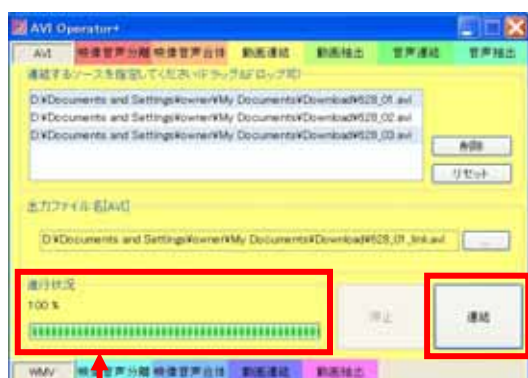 AVI Operator+
AVI 映像音声分離 映像音声合体 動画連結 動画抽出 音声連結 音声抽出
連結するソースを指定してください(ドラッグ&ドロップ可)
D:¥Documents and Settings¥owner¥My Documents¥Download¥628_01.avi
D:¥Documents and Settings¥owner¥My Documents¥Download¥628_02.avi
D:¥Documents and Settings¥owner¥My Documents¥Download¥628_03.avi
削除
リセット
出力ファイル名[AVI]
D:¥Documents and Settings¥owner¥My Documents¥Download¥628_01_link.avi ...
進行状況
100 %
停止
連結
WMV 映像音声分離 映像音声合体 動画連結 動画抽出